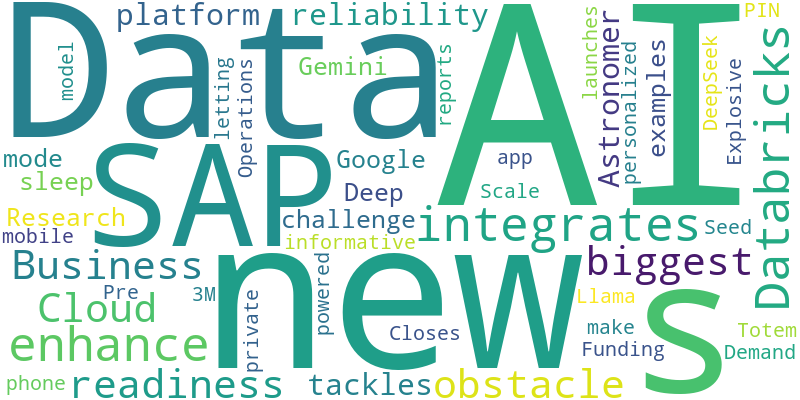 Data
AI
platform
reliability
PIN
model
letting
Operations
Gemini
reports
launches
Astronomer
personalized
examples
DeepSeek
Explosive
Databricks
mode
sleep
SAP
Google
Deep
app
Scale
Research
mobile
challenge
informative
integrates
Seed
Business
Pre
3M
new
powered
private
biggest
Cloud
enhance
Closes
Llama
make
Funding
s
Totem
Demand
phone
readiness
tackles
obstacle